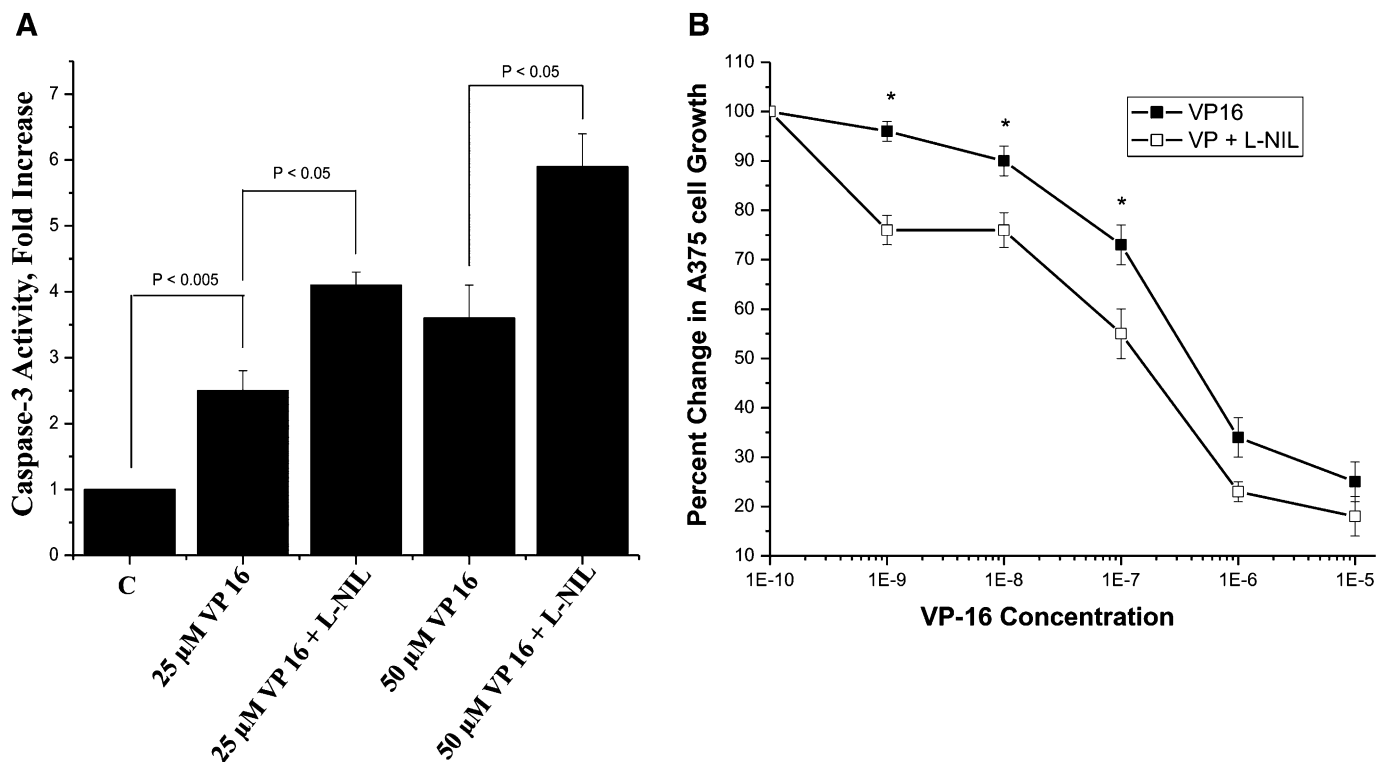 A
Caspase-3 Activity, Fold Increase
7
6
5
4
3
2
1
0
P < 0.005
P < 0.05
P < 0.05
C
25 µM VP 16
25 µM VP 16 + L-NIL
50 µM VP 16
50 µM VP 16 + L-NIL
B
Percent Change in A375 cell Growth
110
100
90
80
70
60
50
40
30
20
10
*
*
*
VP16
VP + L-NIL
1E-10 1E-9 1E-8 1E-7 1E-6 1E-5
VP-16 Concentration